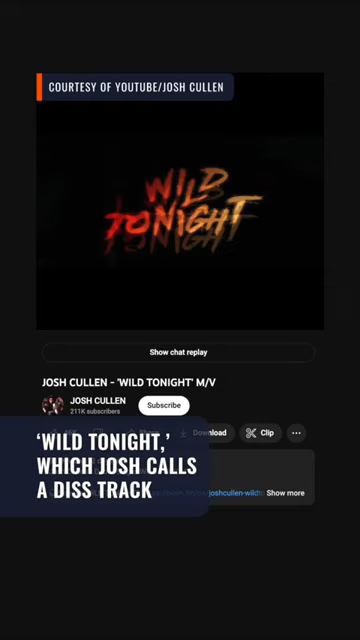 COURTESY OF YOUTUBE/JOSH CULLEN
WILD
TONIGHT
Show chat replay
JOSH CULLEN - 'WILD TONIGHT' M/V
JOSH CULLEN
211K subscribers
Subscribe
Download
Clip
'WILD TONIGHT,'
WHICH JOSH CALLS
A DISS TRACK
Show more